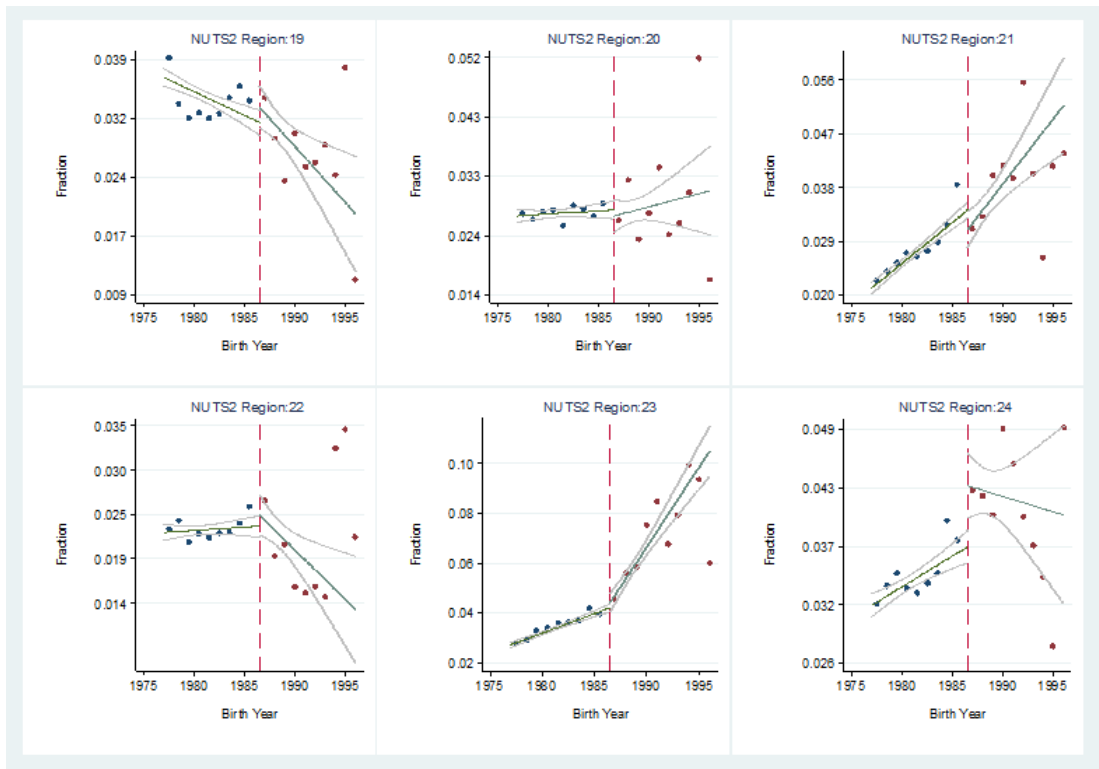 NUTS2 Region:19
0.039
0.032
0.024
0.017
0.009
Fraction
1975 1980 1985 1990 1995
Birth Year
NUTS2 Region:20
0.052
0.043
0.033
0.024
0.014
Fraction
1975 1980 1985 1990 1995
Birth Year
NUTS2 Region:21
0.058
0.047
0.038
0.029
0.020
Fraction
1975 1980 1985 1990 1995
Birth Year
NUTS2 Region:22
0.035
0.030
0.025
0.019
0.014
Fraction
1975 1980 1985 1990 1995
Birth Year
NUTS2 Region:23
0.10
0.08
0.06
0.04
0.02
Fraction
1975 1980 1985 1990 1995
Birth Year
NUTS2 Region:24
0.049
0.043
0.037
0.032
0.026
Fraction
1975 1980 1985 1990 1995
Birth Year